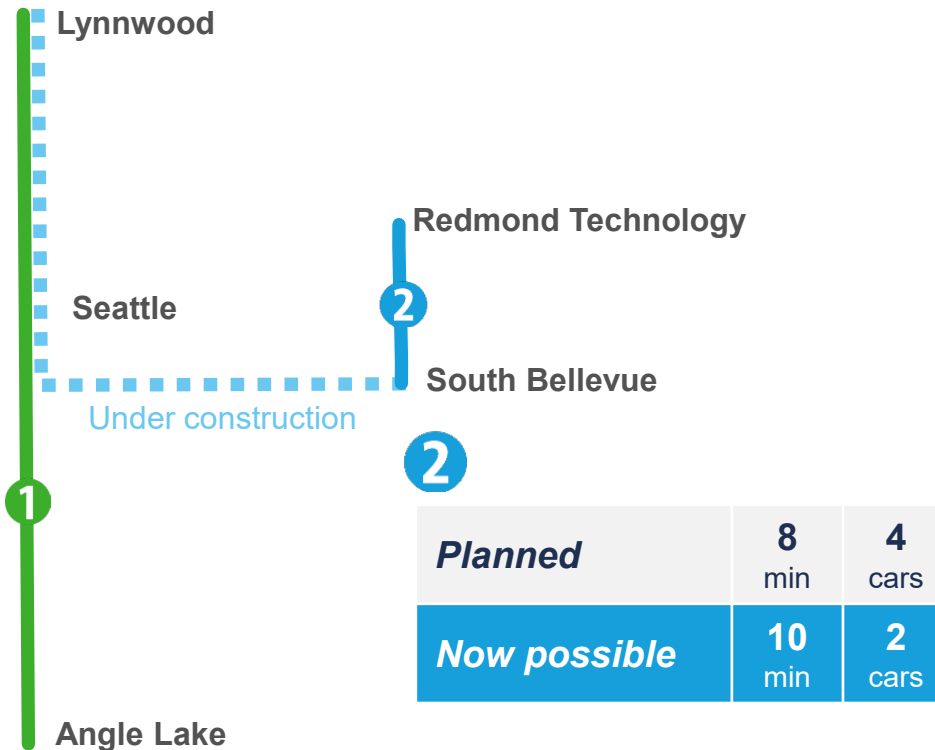 Lynnwood
Redmond Technology
2
Seattle
South Bellevue
Under construction
2
1
Planned 8 min 4 cars
Now possible 10 min 2 cars
Angle Lake